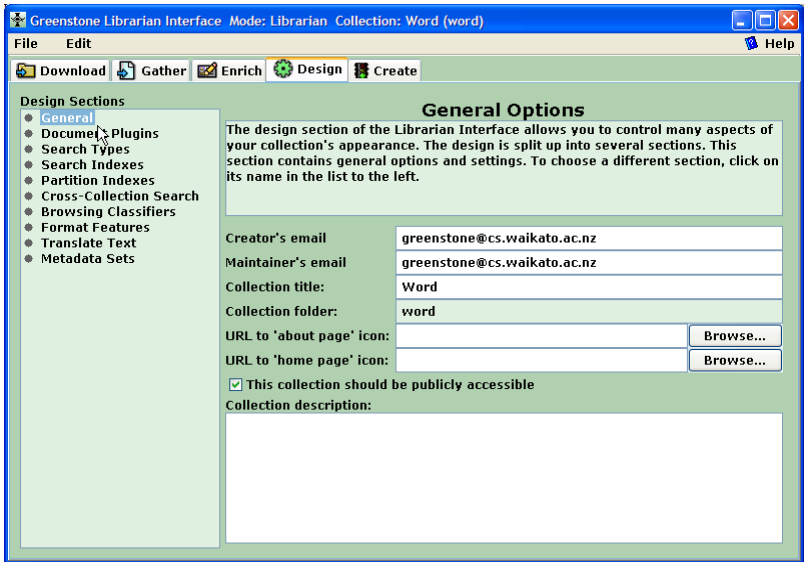 Greenstone Librarian Interface  Mode: Librarian  Collection: Word (word)
File Edit Help
Download Gather Enrich Design Create
Design Sections
General
Document Plugins
Search Types
Search Indexes
Partition Indexes
Cross-Collection Search
Browsing Classifiers
Format Features
Translate Text
Metadata Sets
General Options
The design section of the Librarian Interface allows you to control many aspects of
your collection's appearance. The design is split up into several sections. This
section contains general options and settings. To choose a different section, click on
its name in the list to the left.
Creator's email greenstone@cs.waikato.ac.nz
Maintainer's email greenstone@cs.waikato.ac.nz
Collection title: Word
Collection folder: word
URL to 'about page' icon: Browse...
URL to 'home page' icon: Browse...
This collection should be publicly accessible
Collection description: